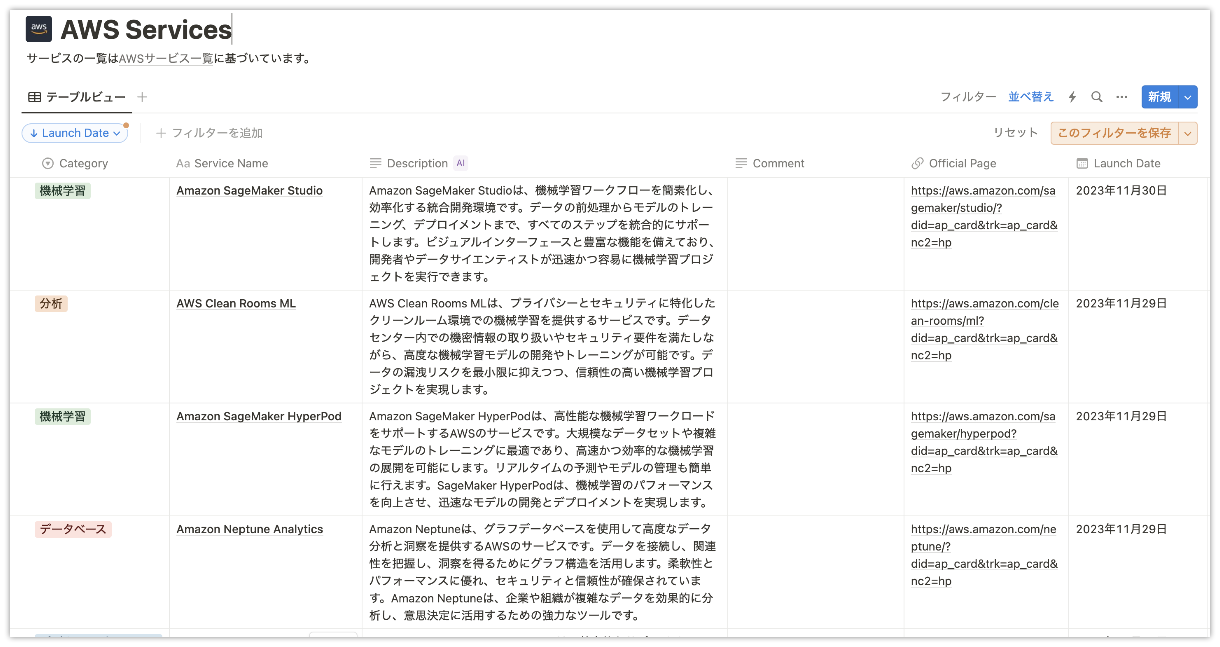 aws
AWS Services
サービスの一覧はAWSサービス一覧に基づいています。
テーブルビュー
フィルター 並べ替え 新規
Launch Date
フィルターを追加
リセット このフィルターを保存
Category
Aa Service Name
Description AI
Comment
Official Page
Launch Date
機械学習
Amazon SageMaker Studio
Amazon SageMaker Studioは、機械学習ワークフローを簡素化し、
効率化する統合開発環境です。データの前処理からモデルのトレー
ニング、デプロイメントまで、すべてのステップを統合的にサポー
トします。ビジュアルインターフェースと豊富な機能を備えており、
開発者やデータサイエンティストが迅速かつ容易に機械学習プロジ
ェクトを実行できます。
https://aws.amazon.com/sa
gemaker/studio/?
did=ap_card&trk=ap_card&
nc2=hp
2023年11月30日
分析
AWS Clean Rooms ML
AWS Clean Rooms MLは、プライバシーとセキュリティに特化した
クリーンルーム環境での機械学習を提供するサービスです。データ
センター内での機密情報の取り扱いやセキュリティ要件を満たしな
がら、高度な機械学習モデルの開発やトレーニングが可能です。デ
ータの漏洩リスクを最小限に抑えつつ、信頼性の高い機械学習プロ
ジェクトを実現します。
https://aws.amazon.com/cle
an-rooms/ml?
did=ap_card&trk=ap_card&
nc2=hp
2023年11月29日
機械学習
Amazon SageMaker HyperPod
Amazon SageMaker HyperPodは、高性能な機械学習ワークロード
をサポートするAWSのサービスです。大規模なデータセットや複雑
なモデルのトレーニングに最適であり、高速かつ効率的な機械学習
の展開を可能にします。リアルタイムの予測やモデルの管理も簡単
に行えます。SageMaker HyperPodは、機械学習のパフォーマンス
を向上させ、迅速なモデルの開発とデプロイメントを実現します。
https://aws.amazon.com/sa
gemaker/hyperpod?
did=ap_card&trk=ap_card&
nc2=hp
2023年11月29日
データベース
Amazon Neptune Analytics
Amazon Neptuneは、グラフデータベースを使用して高度なデータ
分析と洞察を提供するAWSのサービスです。データを接続し、関連
性を把握し、洞察を得るためにグラフ構造を活用します。柔軟性と
パフォーマンスに優れ、セキュリティと信頼性が確保されていま
す。Amazon Neptuneは、企業や組織が複雑なデータを効果的に分
析し、意思決定に活用するための強力なツールです。
https://aws.amazon.com/ne
ptune/?
did=ap_card&trk=ap_card&
nc2=hp
2023年11月29日